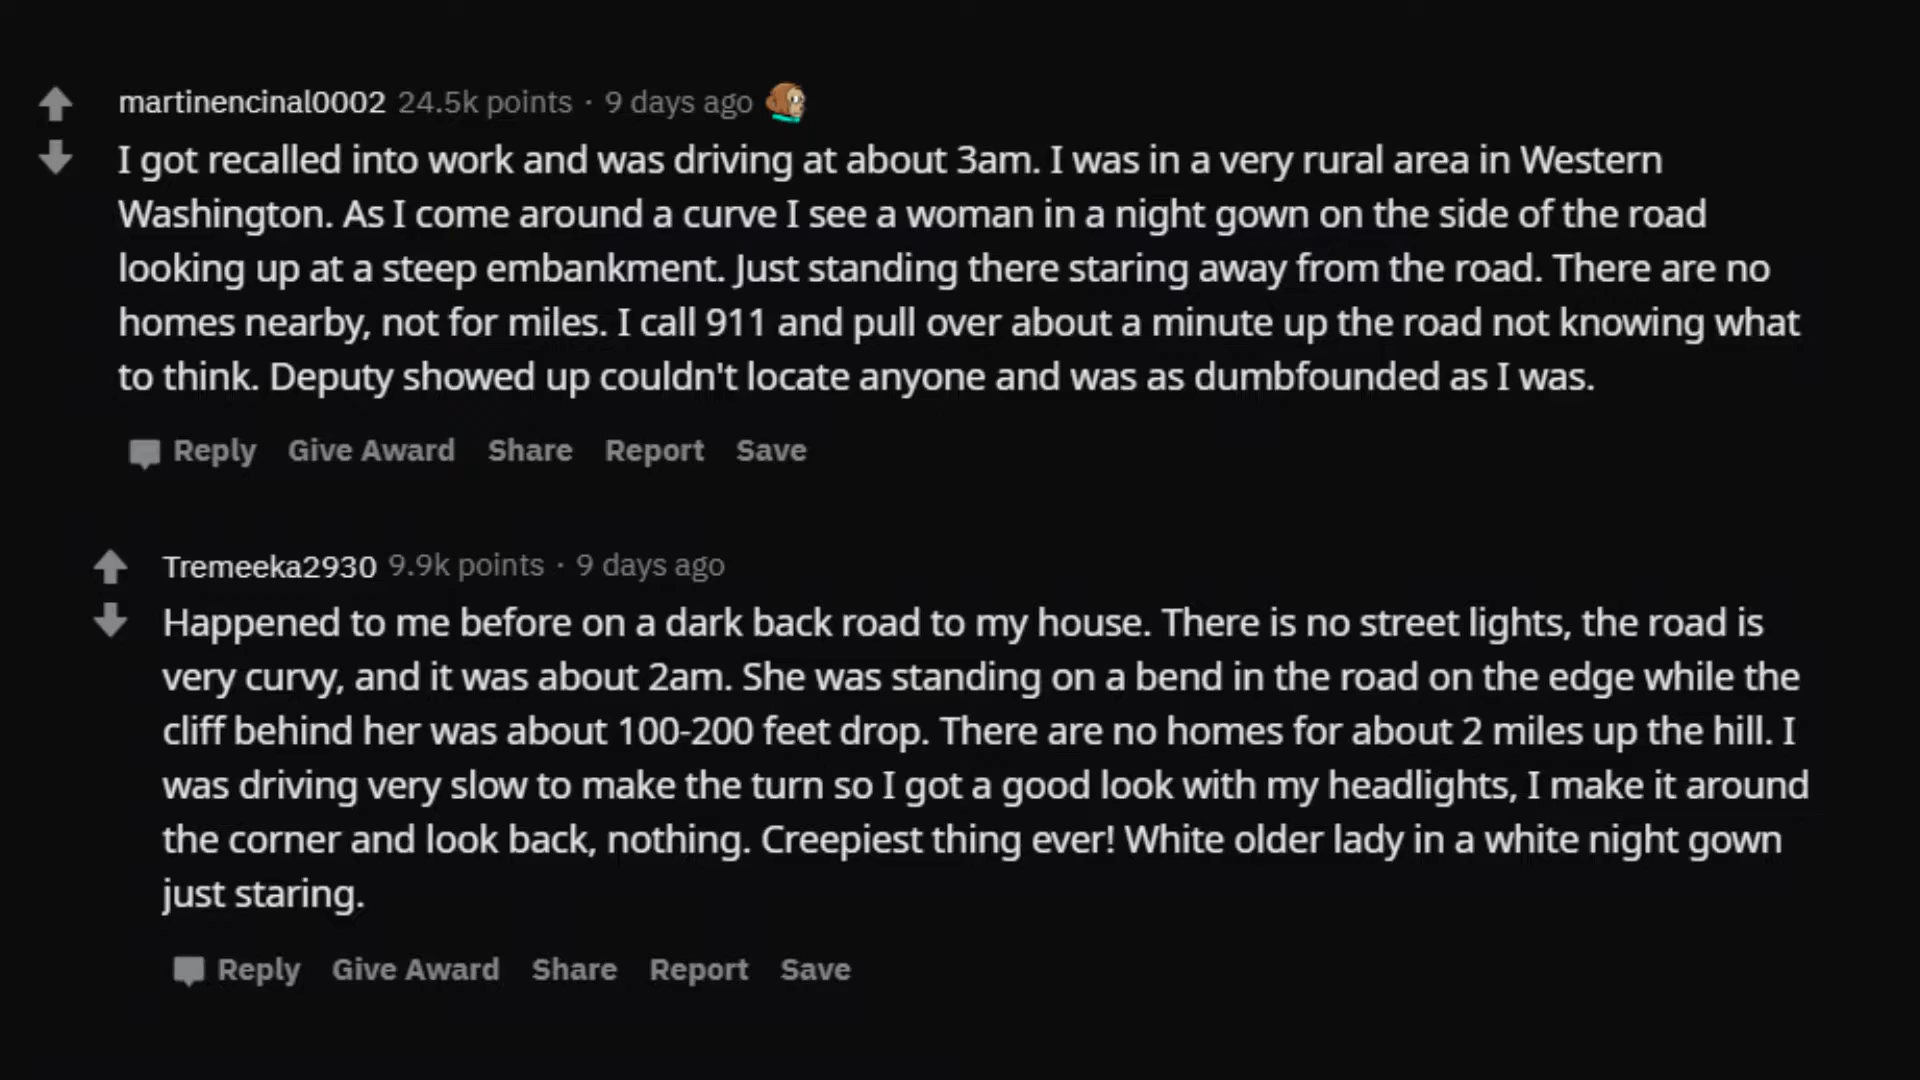 martinencinal0002 24.5k points · 9 days ago
I got recalled into work and was driving at about 3am. I was in a very rural area in Western
Washington. As I come around a curve I see a woman in a night gown on the side of the road
looking up at a steep embankment. Just standing there staring away from the road. There are no
homes nearby, not for miles. I call 911 and pull over about a minute up the road not knowing what
to think. Deputy showed up couldn't locate anyone and was as dumbfounded as I was.
Reply Give Award Share Report Save
Tremeeka2930 9.9k points · 9 days ago
Happened to me before on a dark back road to my house. There is no street lights, the road is
very curvy, and it was about 2am. She was standing on a bend in the road on the edge while the
cliff behind her was about 100-200 feet drop. There are no homes for about 2 miles up the hill. I
was driving very slow to make the turn so I got a good look with my headlights, I make it around
the corner and look back, nothing. Creepiest thing ever! White older lady in a white night gown
just staring.
Reply Give Award Share Report Save